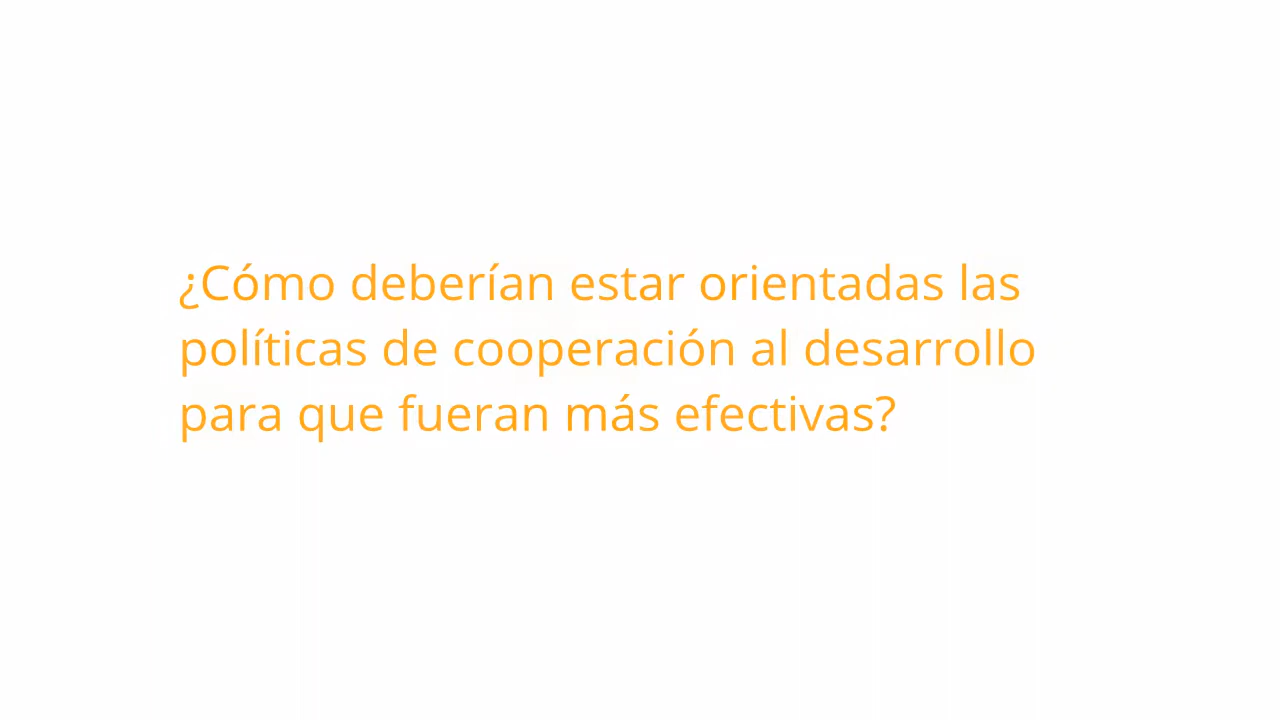 ¿Cómo deberían estar orientadas las
políticas de cooperación al desarrollo
para que fueran más efectivas?